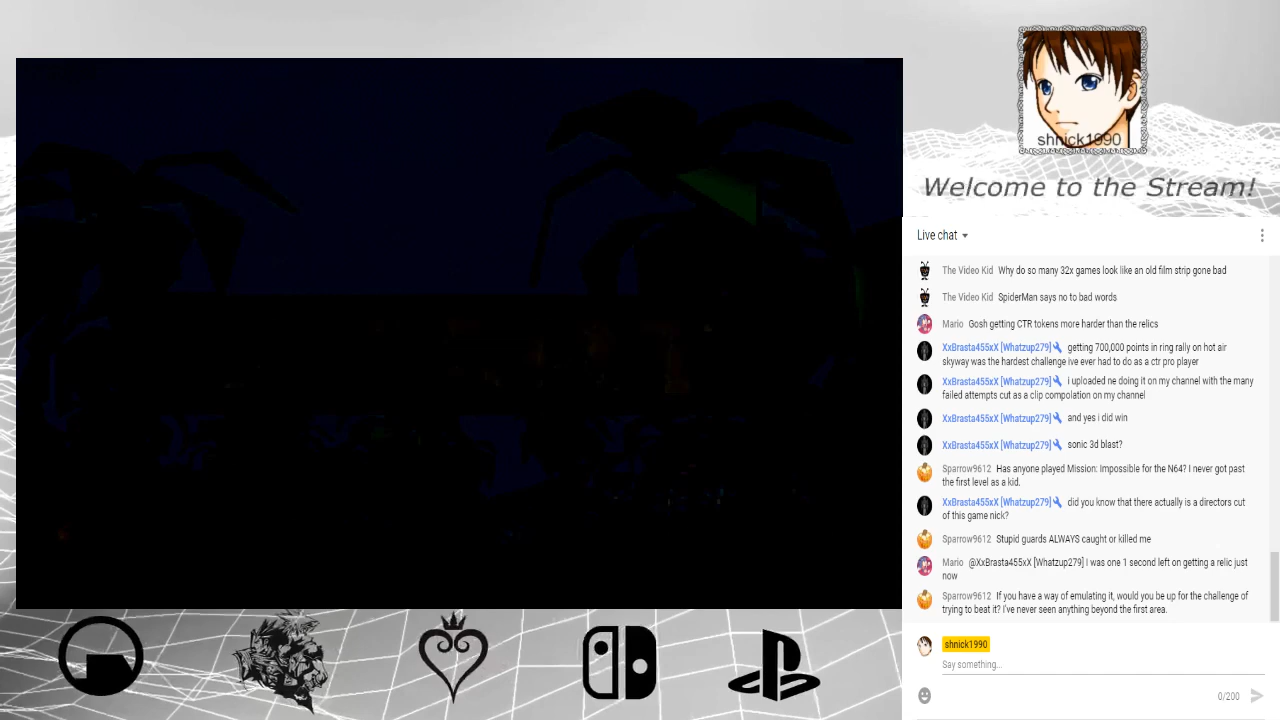 shnick1990
Welcome to the Stream!
Live chat
The Video Kid Why do so many 32x games look like an old film strip gone bad
The Video Kid SpiderMan says no to bad words
Mario Gosh getting CTR tokens more harder than the relics
XxBrasta455xX [Whatzup279] getting 700,000 points in ring rally on hot air
skyway was the hardest challenge ive ever had to do as a ctr pro player
XxBrasta455xX [Whatzup279] i uploaded ne doing it on my channel with the many
failed attempts cut as a clip compolation on my channel
XxBrasta455xX [Whatzup279] and yes i did win
XxBrasta455xX [Whatzup279] sonic 3d blast?
Sparrow9612 Has anyone played Mission: Impossible for the N64? I never got past
the first level as a kid.
XxBrasta455xX [Whatzup279] did you know that there actually is a directors cut
of this game nick?
Sparrow9612 Stupid guards ALWAYS caught or killed me
Mario @XxBrasta455xX [Whatzup279] I was one 1 second left on getting a relic just
now
Sparrow9612 If you have a way of emulating it, would you be up for the challenge of
trying to beat it? I've never seen anything beyond the first area.
shnick1990
Say something...
0/200